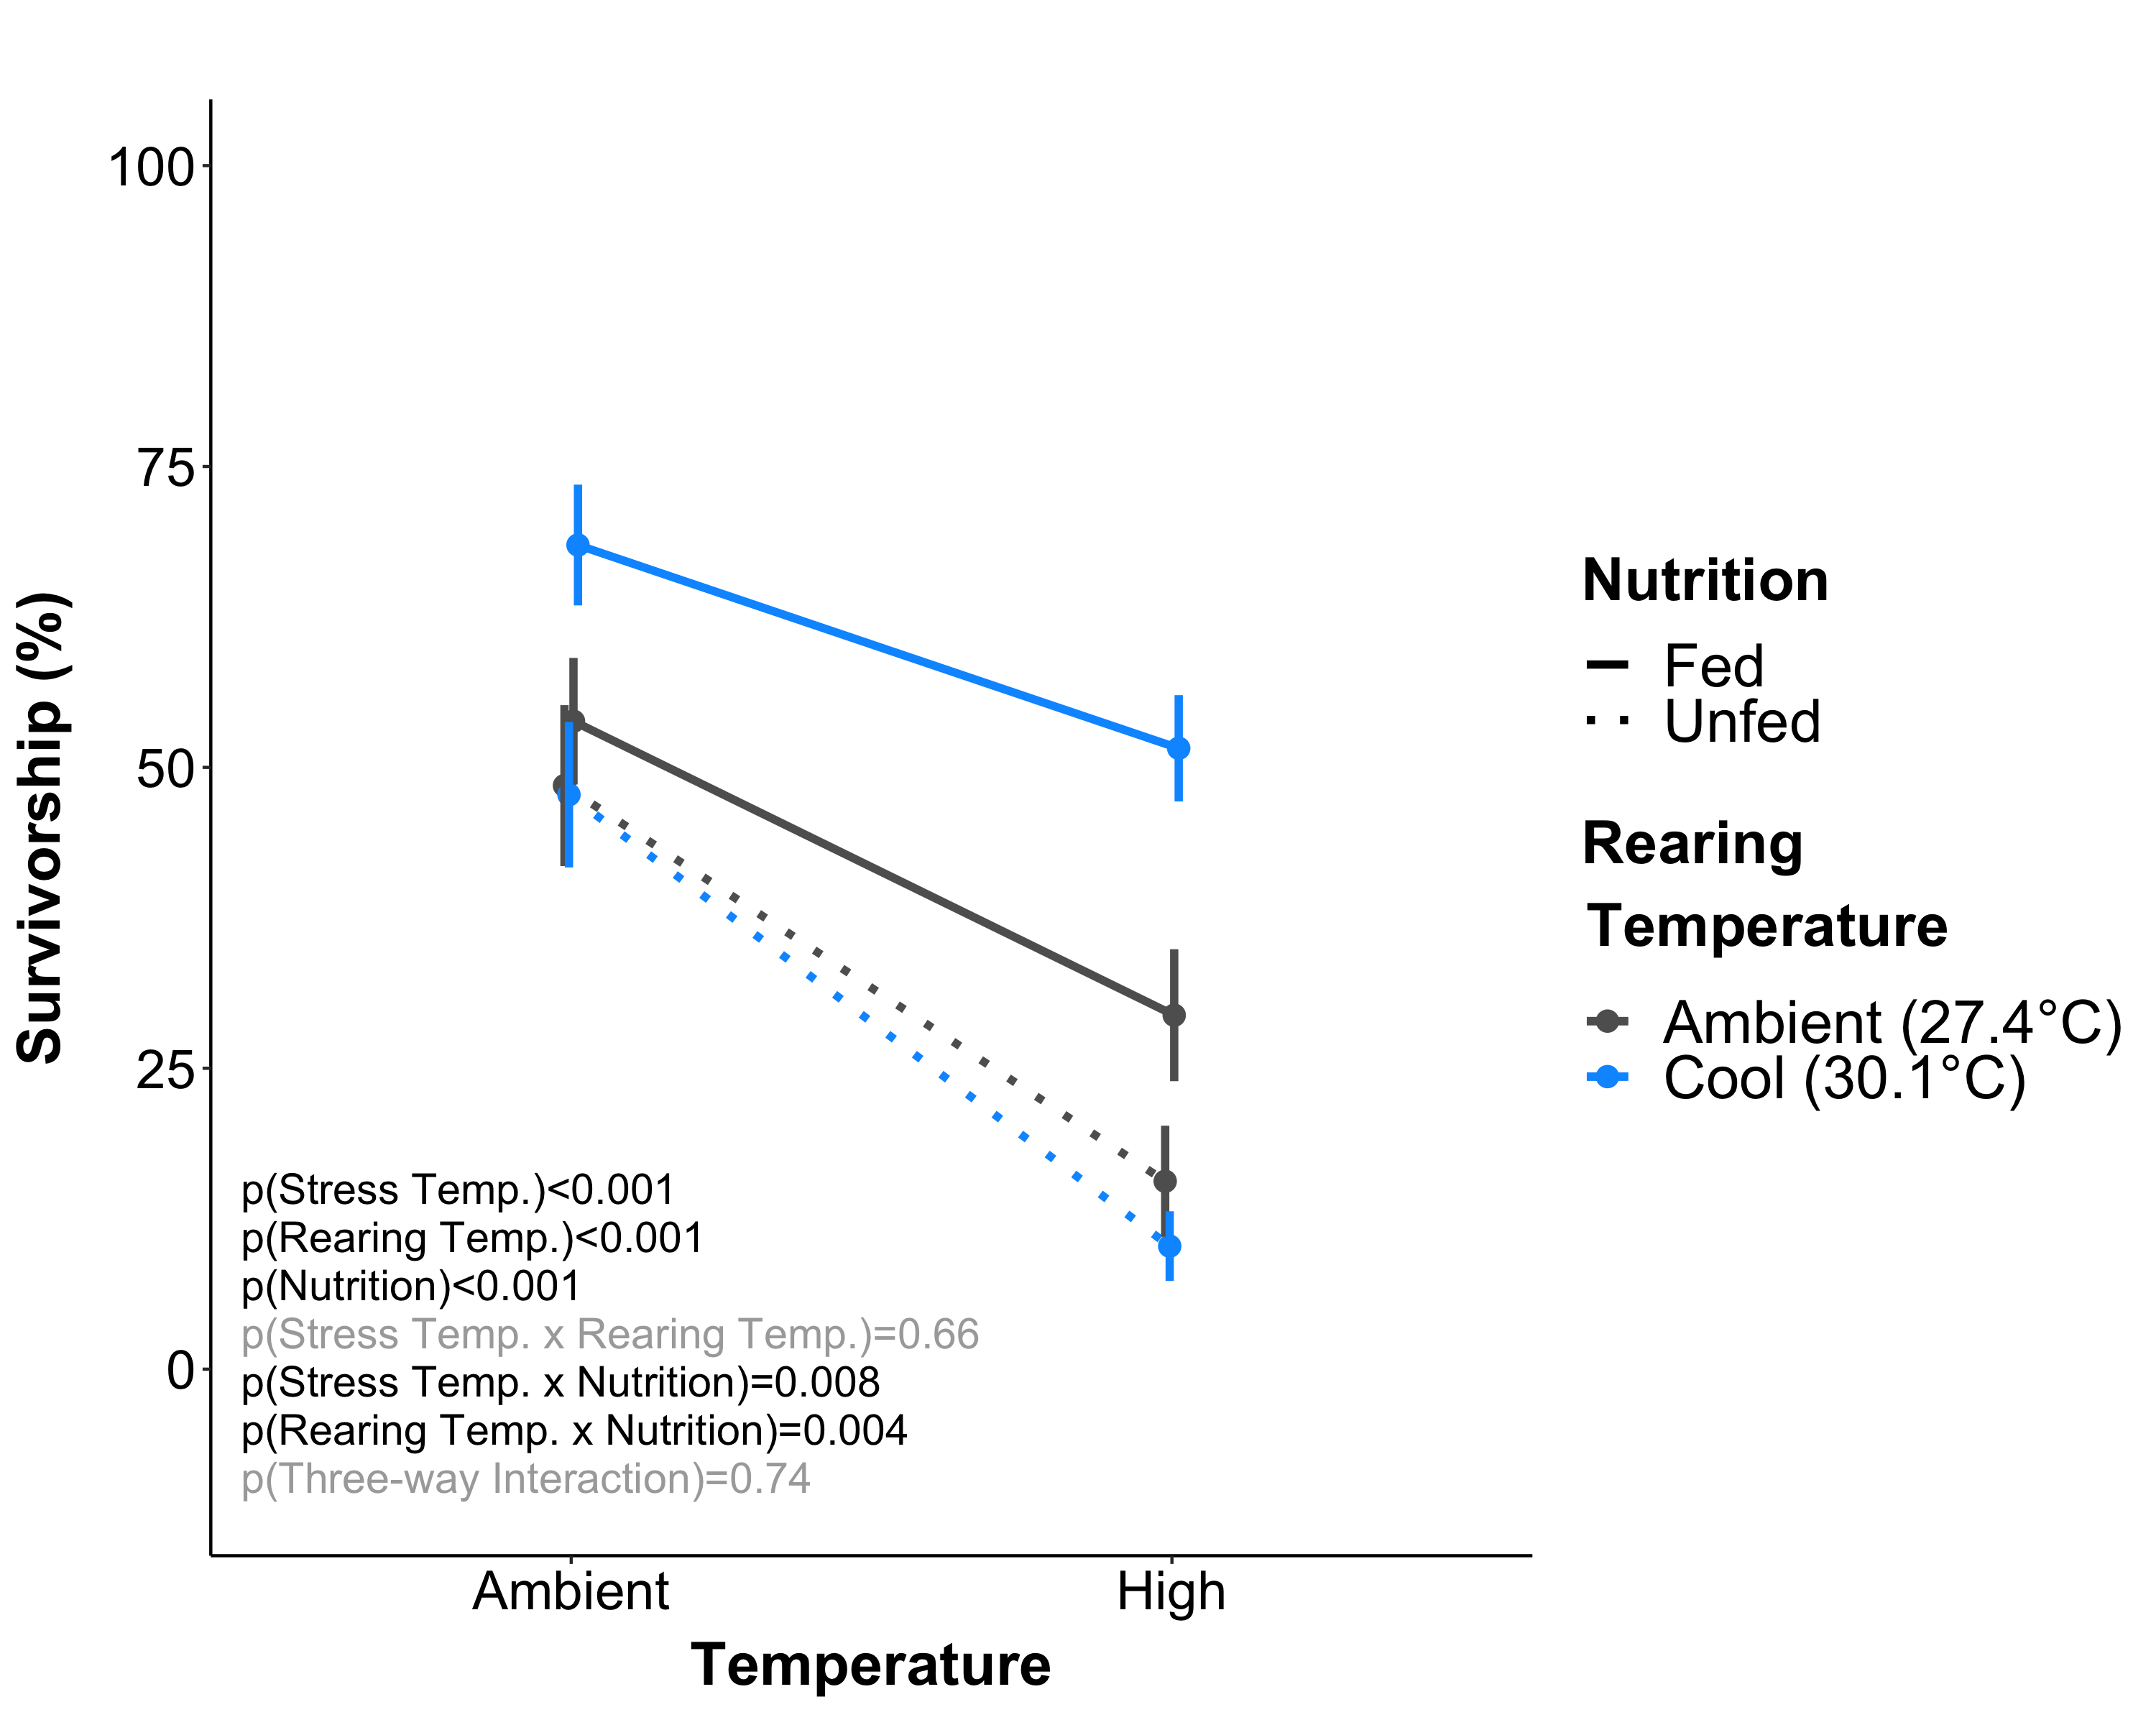 100
75
50
25
0
Survivorship (%)
p(Stress Temp.)<0.001
p(Rearing Temp.)<0.001
p(Nutrition)<0.001
p(Stress Temp. x Rearing Temp.)=0.66
p(Stress Temp. x Nutrition)=0.008
p(Rearing Temp. x Nutrition)=0.004
p(Three-way Interaction)=0.74
Ambient
High
Temperature
Nutrition
Fed
Unfed
Rearing
Temperature
Ambient (27.4°C)
Cool (30.1°C)